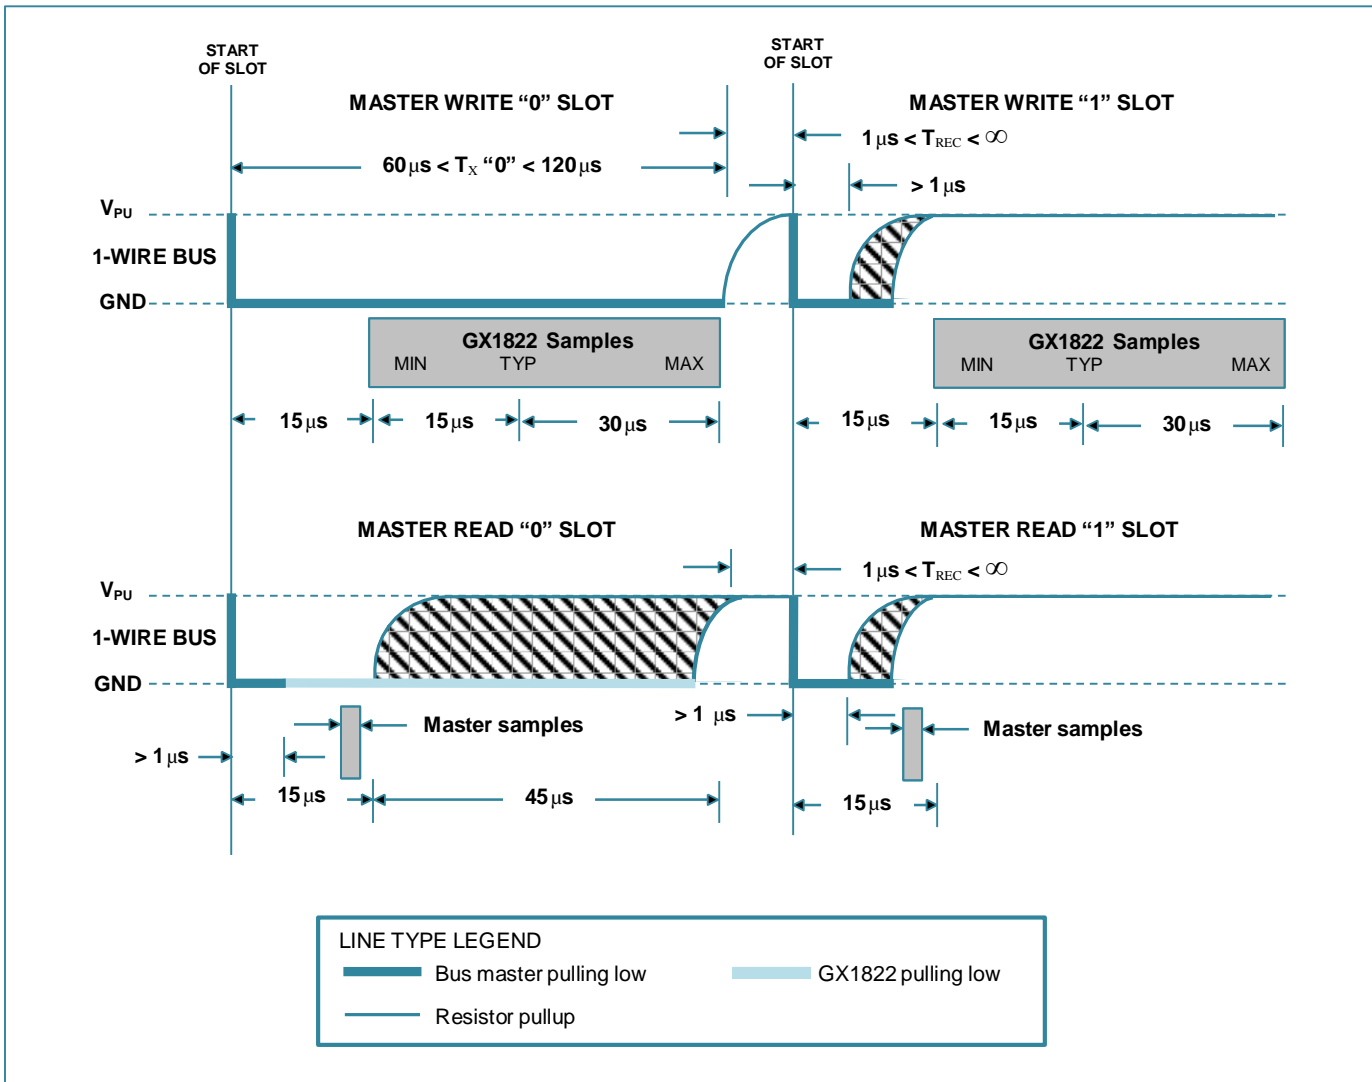 START
OF SLOT
START
OF SLOT
MASTER WRITE “0” SLOT
MASTER WRITE “1” SLOT
1μs < TREC < ∞
60μs < TX “0” < 120μs
> 1μs
VPU
1-WIRE BUS
GND
GX1822 Samples
MIN TYP MAX
GX1822 Samples
MIN TYP MAX
15μs 15μs 30μs
15μs 15μs 30μs
MASTER READ “0” SLOT
MASTER READ “1” SLOT
1μs < TREC < ∞
VPU
1-WIRE BUS
GND
> 1 μs
Master samples
Master samples
> 1μs
15μs 45μs
15μs
LINE TYPE LEGEND
Bus master pulling low
GX1822 pulling low
Resistor pullup